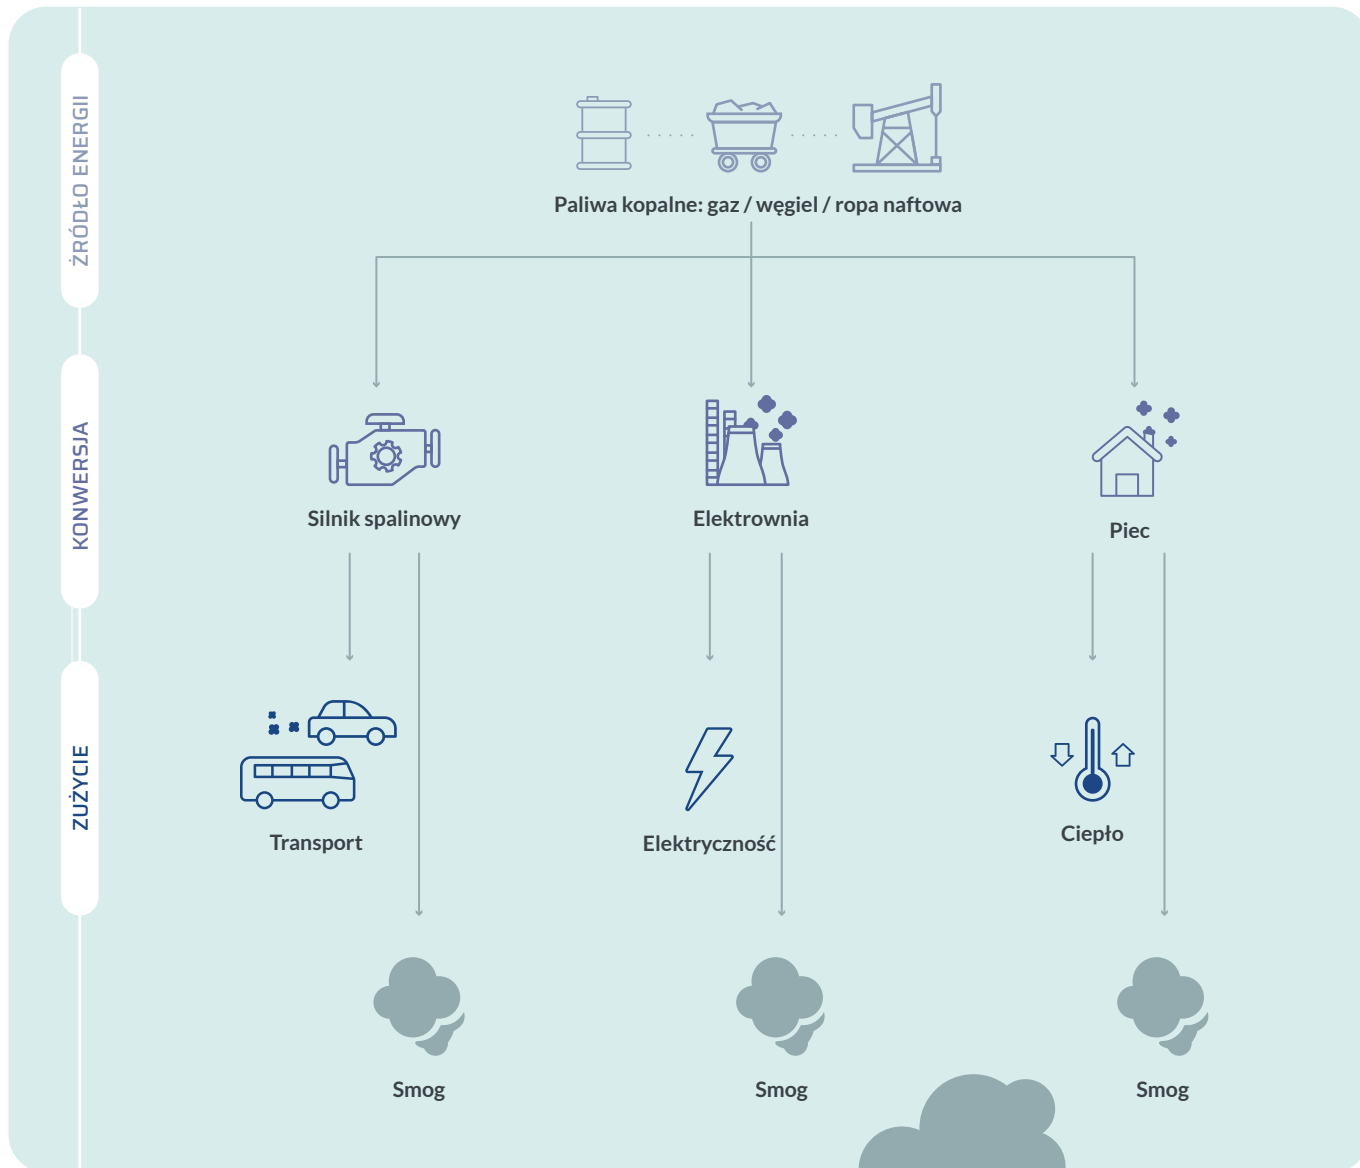 ŻRÓDŁO ENERGII
Paliwa kopalne: gaz / węgiel / ropa naftowa
KONWERSJA
Silnik spalinowy
Elektrownia
Piec
ZUŻYCIE
Transport
Elektryczność
Ciepło
Smog
Smog
Smog